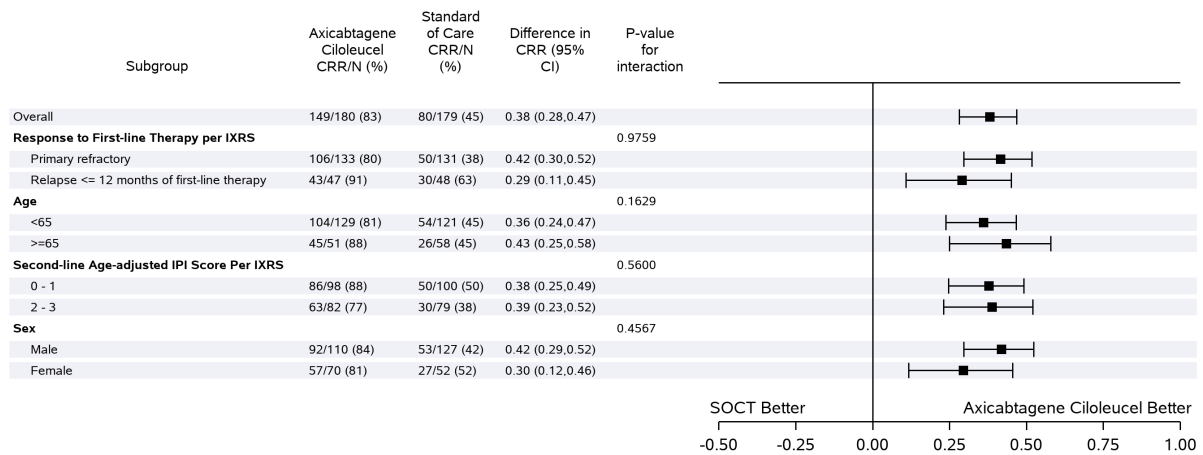 Subgroup
Axicabtagene
Ciloleucel
CRR/N (%)
Standard
of Care
CRR/N
(%)
Difference in
CRR (95%
CI)
P-value
for
interaction
Overall 149/180 (83) 80/179 (45) 0.38 (0.28,0.47)
Response to First-line Therapy per IXRS 0.9759
Primary refractory 106/133 (80) 50/131 (38) 0.42 (0.30,0.52)
Relapse <= 12 months of first-line therapy 43/47 (91) 30/48 (63) 0.29 (0.11,0.45)
Age 0.1629
<65 104/129 (81) 54/121 (45) 0.36 (0.24,0.47)
>=65 45/51 (88) 26/58 (45) 0.43 (0.25,0.58)
Second-line Age-adjusted IPI Score Per IXRS 0.5600
0 - 1 86/98 (88) 50/100 (50) 0.38 (0.25,0.49)
2 - 3 63/82 (77) 30/79 (38) 0.39 (0.23,0.52)
Sex 0.4567
Male 92/110 (84) 53/127 (42) 0.42 (0.29,0.52)
Female 57/70 (81) 27/52 (52) 0.30 (0.12,0.46)
SOCT Better Axicabtagene Ciloleucel Better
-0.50 -0.25 0.00 0.25 0.50 0.75 1.00